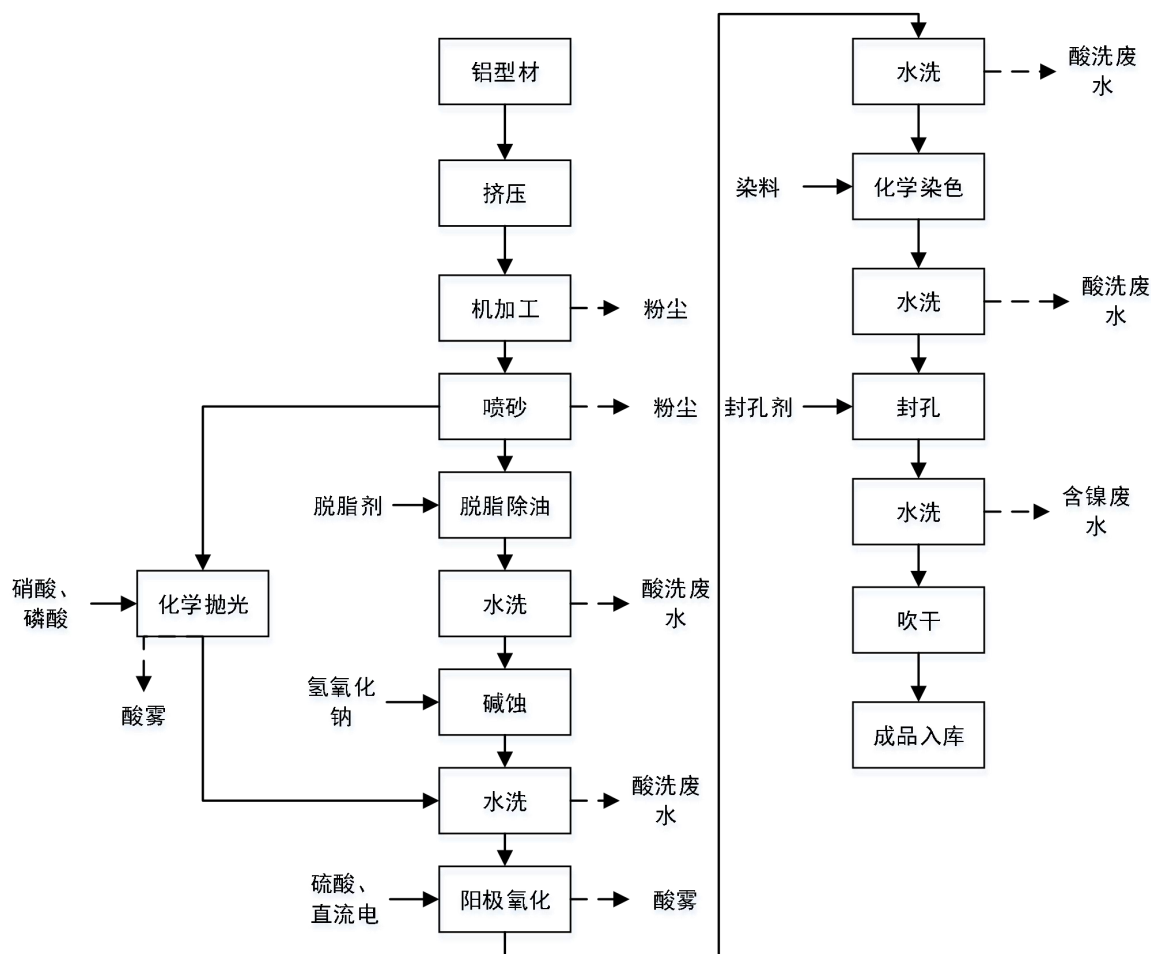 铝型材
挤压
机加工
粉尘
喷砂
粉尘
脱脂剂
脱脂除油
硝酸、
磷酸
化学抛光
酸雾
水洗
酸洗废
水
氢氧化
钠
碱蚀
水洗
酸洗废
水
硫酸、
直流电
阳极氧化
酸雾
水洗
酸洗废
水
染料
化学染色
水洗
酸洗废
水
封孔剂
封孔
水洗
含镍废
水
吹干
成品入库